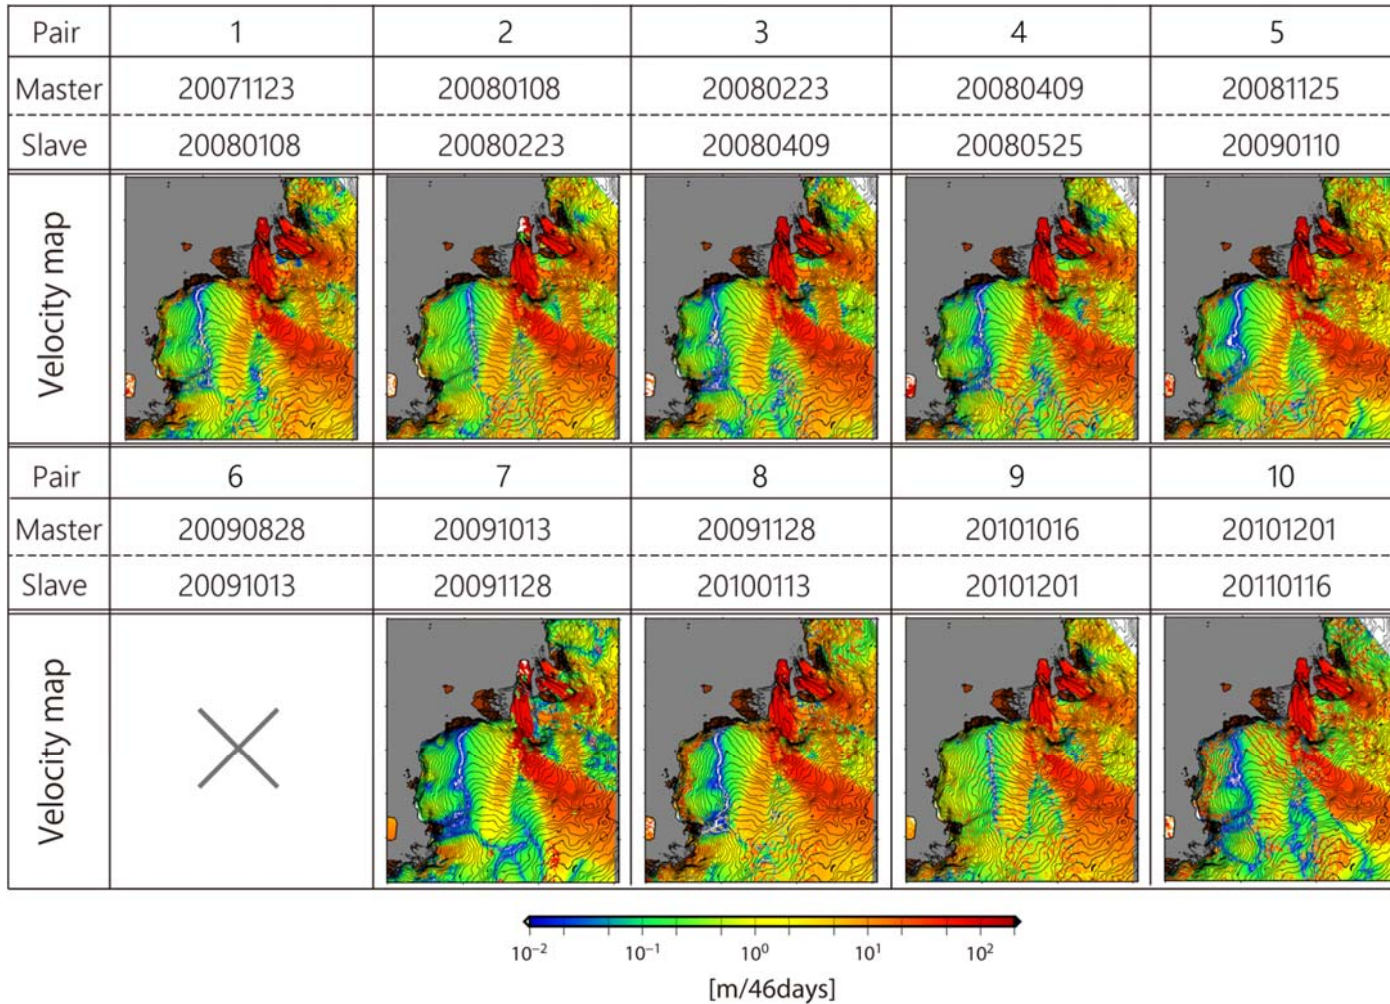 Pair 1 2 3 4 5
Master 20071123 20080108 20080223 20080409 20081125
Slave 20080108 20080223 20080409 20080525 20090110
Velocity map
Pair 6 7 8 9 10
Master 20090828 20091013 20091128 20101016 20101201
Slave 20091013 20091128 20100113 20101201 20110116
Velocity map
10⁻² 10⁻¹ 10⁰ 10¹ 10²
[m/46days]